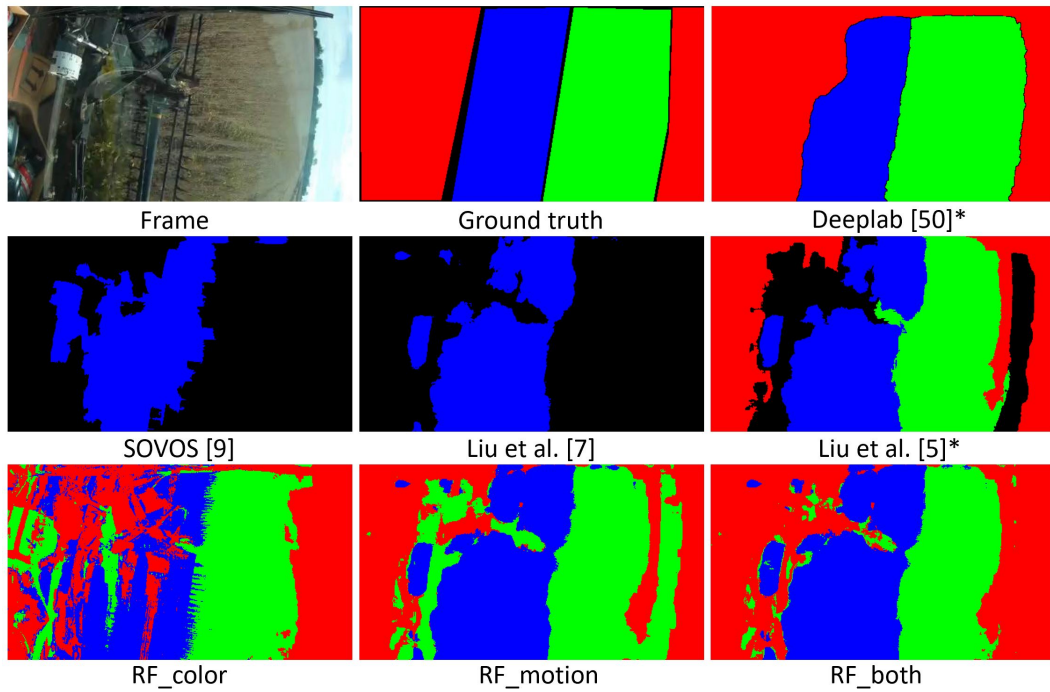 Frame
Ground truth
Deeplab [50]*
SOVOS [9]
Liu et al. [7]
Liu et al. [5]*
RF_color
RF_motion
RF_both